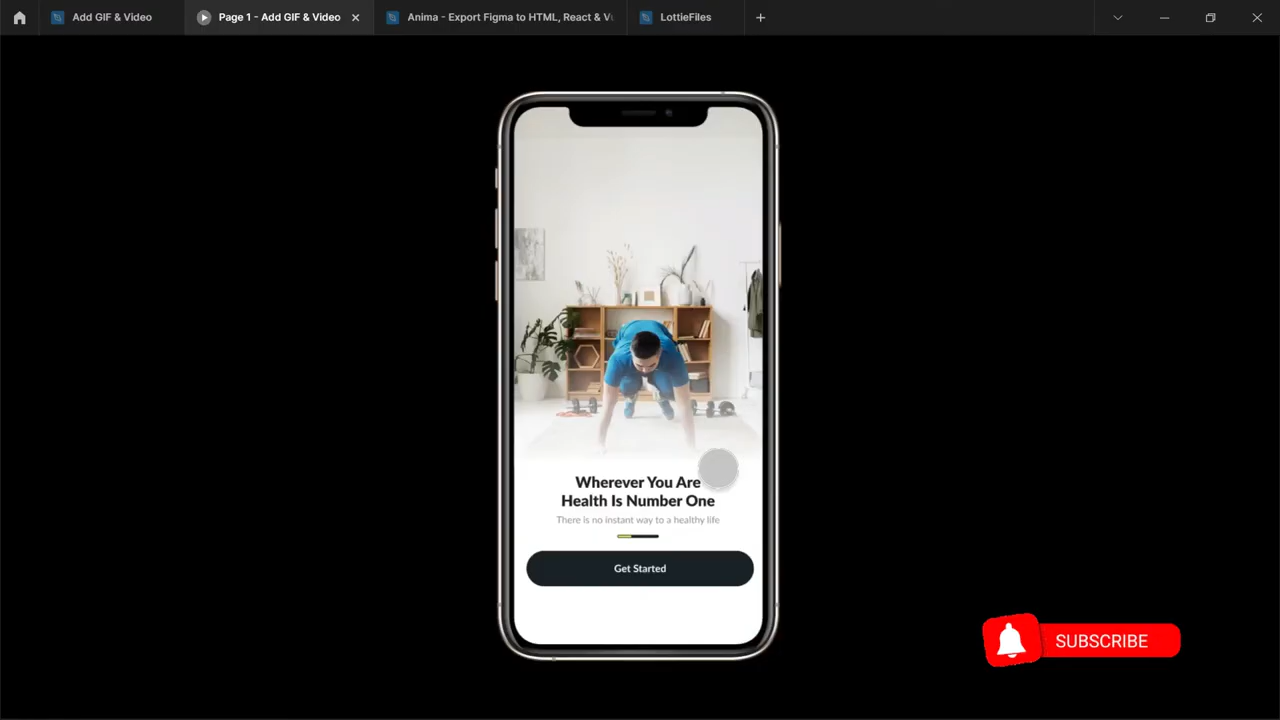 Add GIF & Video
Page 1 - Add GIF & Video
Anima - Export Figma to HTML, React & V
LottieFiles
Wherever You Are
Health Is Number One
There is no instant way to a healthy life
Get Started
SUBSCRIBE